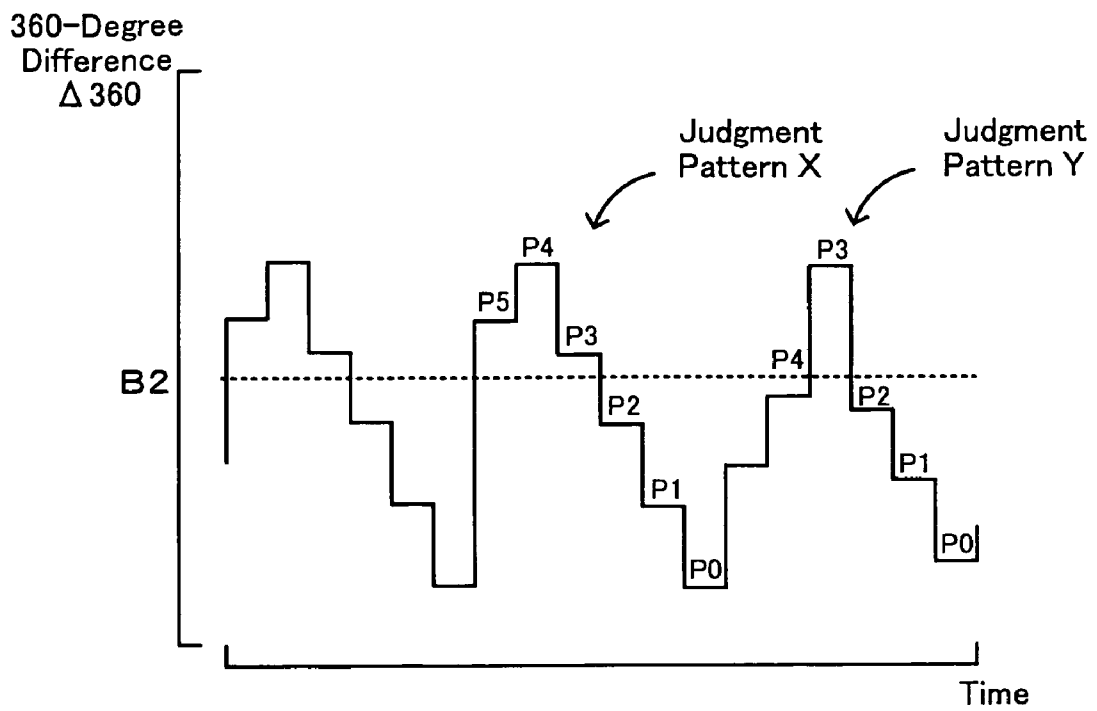 360-Degree
Difference
Δ360
Judgment
Pattern X
Judgment
Pattern Y
P4
P3
P5
P3
P4
B2
P2
P2
P1
P1
P0
P0
Time